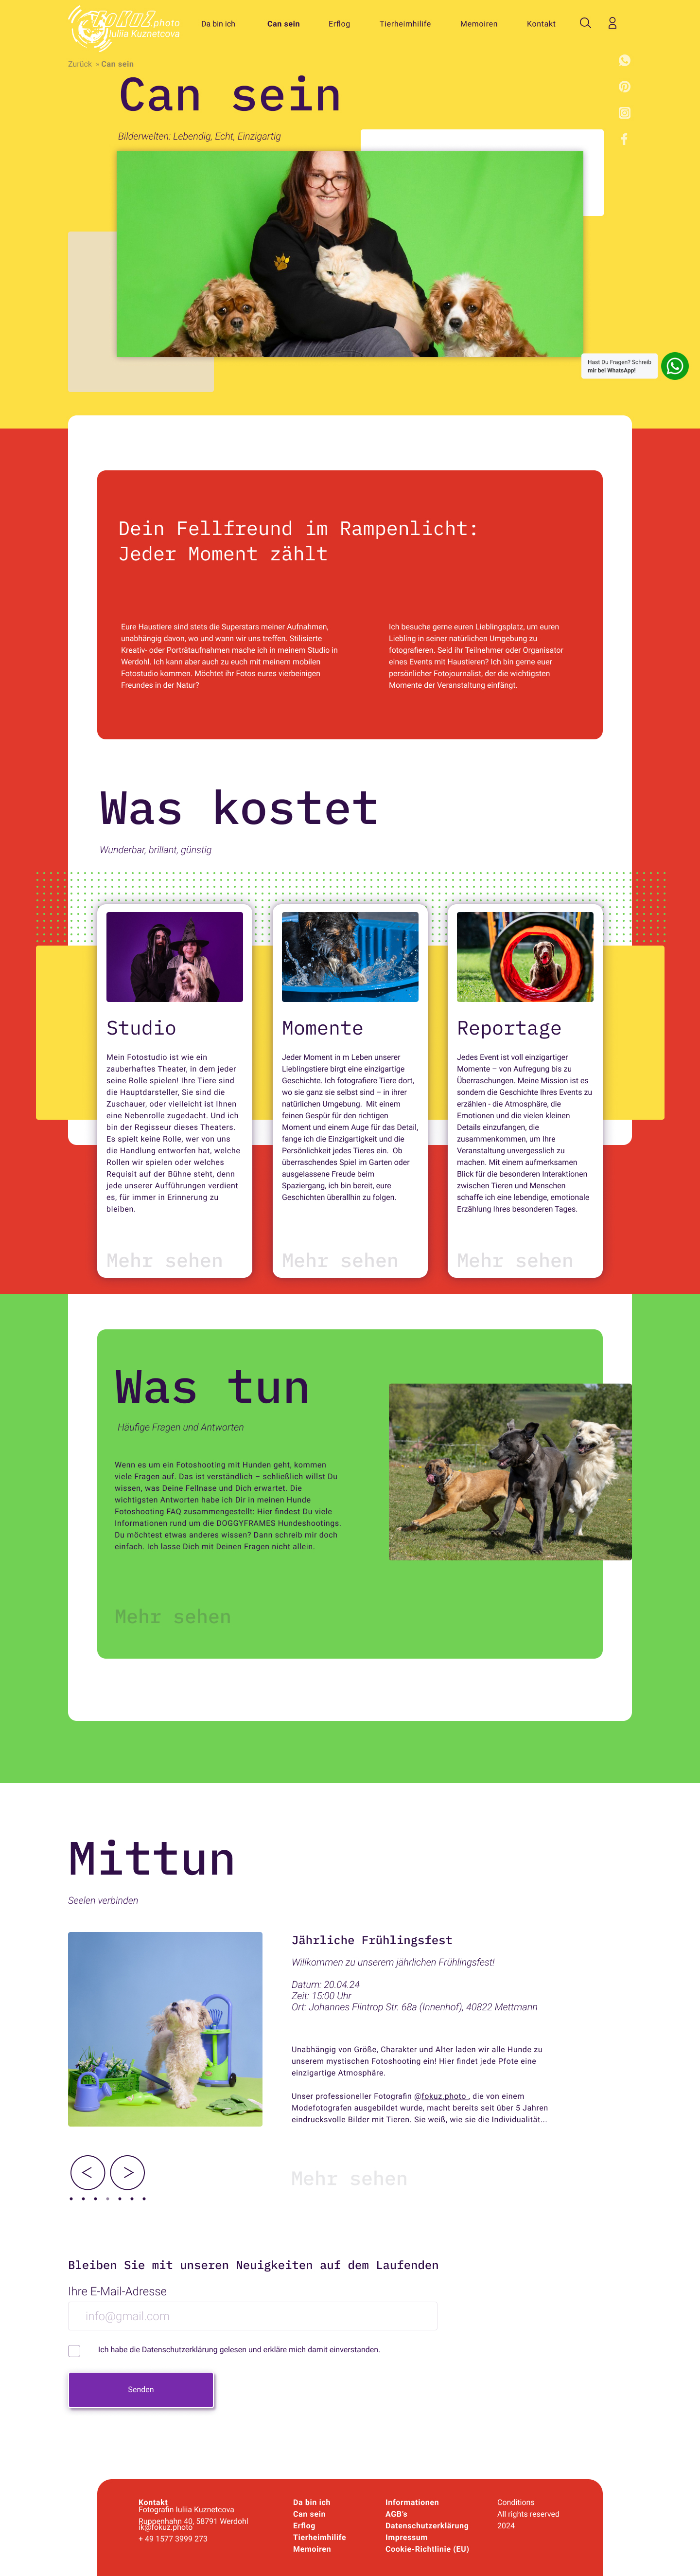 FoKuZ photo
Iuliia Kuznetcova
Da bin ich
Can sein
Erflog
Tierheimhilife
Memoiren
Kontakt
Zurück » Can sein
Can sein
Bilderwelten: Lebendig, Echt, Einzigartig
Hast Du Fragen? Schreib
mir bei WhatsApp!
Dein Fellfreund im Rampenlicht:
Jeder Moment zählt
Eure Haustiere sind stets die Superstars meiner Aufnahmen,
unabhängig davon, wo und wann wir uns treffen. Stilisierte
Kreativ- oder Porträtaufnahmen mache ich in meinem Studio in
Werdohl. Ich kann aber auch zu euch mit meinem mobilen
Fotostudio kommen. Möchtet ihr Fotos eures vierbeinigen
Freundes in der Natur?
Ich besuche gerne euren Lieblingsplatz, um euren
Liebling in seiner natürlichen Umgebung zu
fotografieren. Seid ihr Teilnehmer oder Organisator
eines Events mit Haustieren? Ich bin gerne euer
persönlicher Fotojournalist, der die wichtigsten
Momente der Veranstaltung einfängt.
Was kostet
Wunderbar, brillant, günstig
Studio
Mein Fotostudio ist wie ein
zauberhaftes Theater, in dem jeder
seine Rolle spielen! Ihre Tiere sind
die Hauptdarsteller, Sie sind die
Zuschauer, oder vielleicht ist Ihnen
eine Nebenrolle zugedacht. Und ich
bin der Regisseur dieses Theaters.
Es spielt keine Rolle, wer von uns
die Handlung entworfen hat, welche
Rollen wir spielen oder welches
Requisit auf der Bühne steht, denn
jede unserer Aufführungen verdient
es, für immer in Erinnerung zu
bleiben.
Mehr sehen
Momente
Jeder Moment in m Leben unserer
Lieblingstiere birgt eine einzigartige
Geschichte. Ich fotografiere Tiere dort,
wo sie ganz sie selbst sind – in ihrer
natürlichen Umgebung.  Mit einem
feinen Gespür für den richtigen
Moment und einem Auge für das Detail,
fange ich die Einzigartigkeit und die
Persönlichkeit jedes Tieres ein.  Ob
überraschendes Spiel im Garten oder
ausgelassene Freude beim
Spaziergang, ich bin bereit, eure
Geschichten überallhin zu folgen.
Mehr sehen
Reportage
Jedes Event ist voll einzigartiger
Momente – von Aufregung bis zu
Überraschungen. Meine Mission ist es
sondern die Geschichte Ihres Events zu
erzählen - die Atmosphäre, die
Emotionen und die vielen kleinen
Details einzufangen, die
zusammenkommen, um Ihre
Veranstaltung unvergesslich zu
machen. Mit einem aufmerksamen
Blick für die besonderen Interaktionen
zwischen Tieren und Menschen
schaffe ich eine lebendige, emotionale
Erzählung Ihres besonderen Tages.
Mehr sehen
Was tun
Häufige Fragen und Antworten
Wenn es um ein Fotoshooting mit Hunden geht, kommen
viele Fragen auf. Das ist verständlich – schließlich willst Du
wissen, was Deine Fellnase und Dich erwartet. Die
wichtigsten Antworten habe ich Dir in meinen Hunde
Fotoshooting FAQ zusammengestellt: Hier findest Du viele
Informationen rund um die DOGGYFRAMES Hundeshootings.
Du möchtest etwas anderes wissen? Dann schreib mir doch
einfach. Ich lasse Dich mit Deinen Fragen nicht allein.
Mehr sehen
Mittun
Seelen verbinden
Jährliche Frühlingsfest
Willkommen zu unserem jährlichen Frühlingsfest!
Datum: 20.04.24
Zeit: 15:00 Uhr
Ort: Johannes Flintrop Str. 68a (Innenhof), 40822 Mettmann
Unabhängig von Größe, Charakter und Alter laden wir alle Hunde zu
unserem mystischen Fotoshooting ein! Hier findet jede Pfote eine
einzigartige Atmosphäre.
Unser professioneller Fotografin @fokuz.photo , die von einem
Modefotografen ausgebildet wurde, macht bereits seit über 5 Jahren
eindrucksvolle Bilder mit Tieren. Sie weiß, wie sie die Individualität...
Mehr sehen
Bleiben Sie mit unseren Neuigkeiten auf dem Laufenden
Ihre E-Mail-Adresse
info@gmail.com
Ich habe die Datenschutzerklärung gelesen und erkläre mich damit einverstanden.
Senden
Kontakt
Fotografin Iuliia Kuznetcova
Ruppenhahn 40, 58791 Werdohl
ik@fokuz.photo
+ 49 1577 3999 273
Da bin ich
Can sein
Erflog
Tierheimhilife
Memoiren
Informationen
AGB's
Datenschutzerklärung
Impressum
Cookie-Richtlinie (EU)
Conditions
All rights reserved
2024